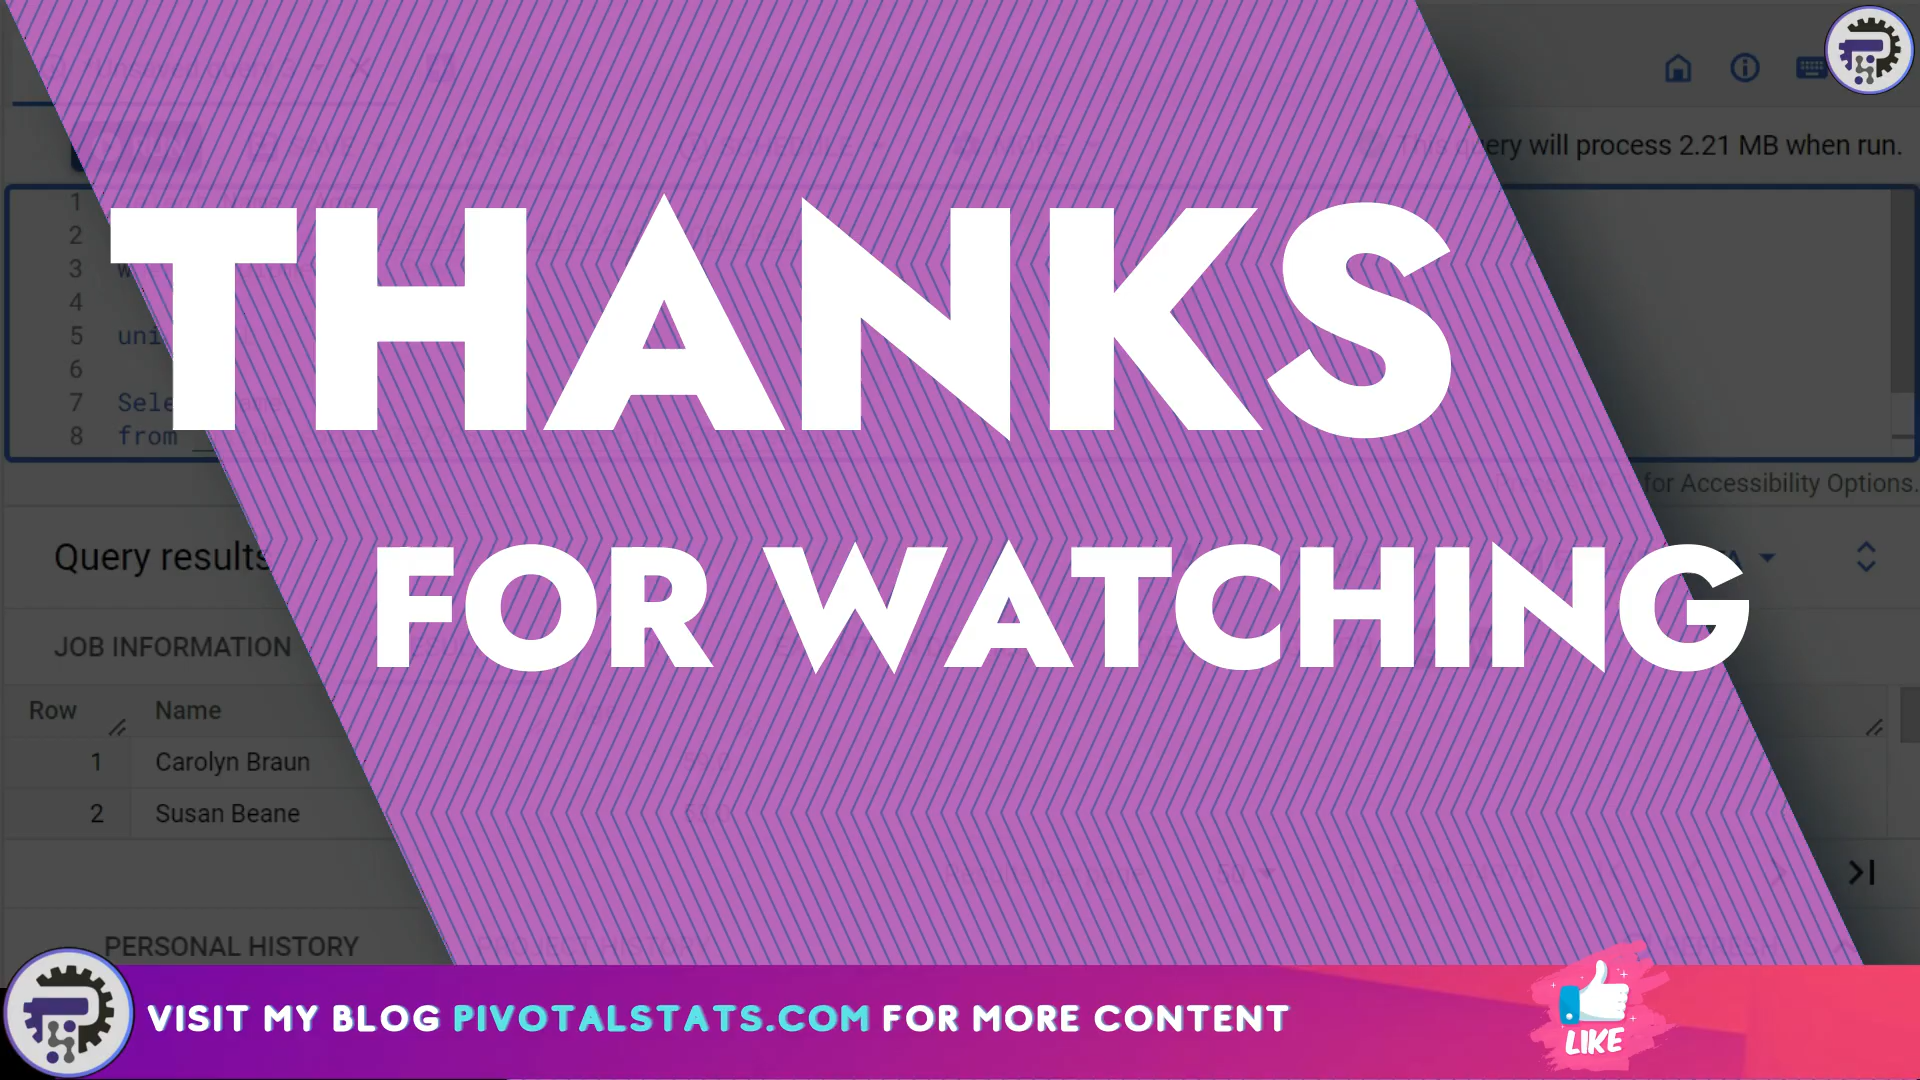 This query will process 2.21 MB when run.
THANKS
1
2
3
4
5 uni
6
7 Sele
8 from
for Accessibility Options.
FOR WATCHING
Query results
JOB INFORMATION
Row Name
1 Carolyn Braun
2 Susan Beane
PERSONAL HISTORY
VISIT MY BLOG PIVOTALSTATS.COM FOR MORE CONTENT
LIKE